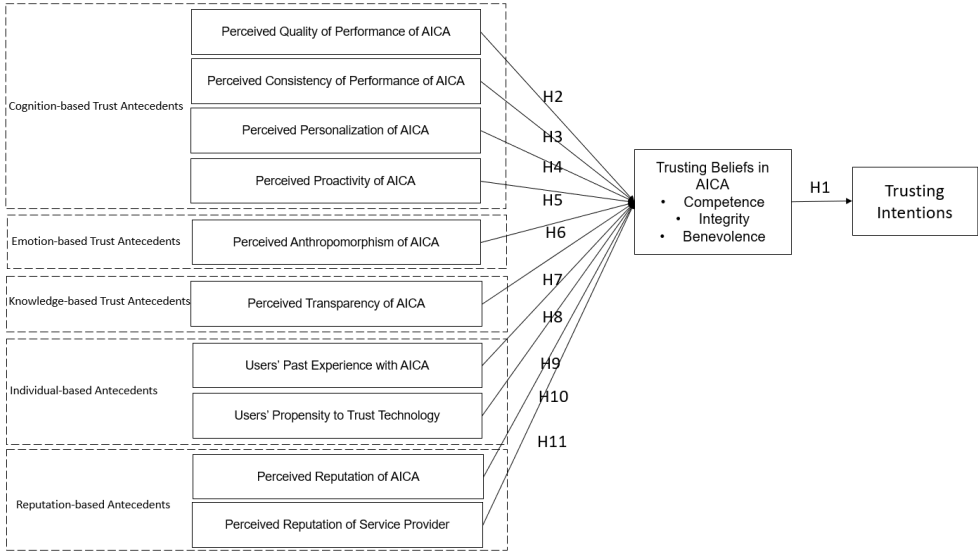 Cognition-based Trust Antecedents
Perceived Quality of Performance of AICA
Perceived Consistency of Performance of AICA
Perceived Personalization of AICA
Perceived Proactivity of AICA
Emotion-based Trust Antecedents
Perceived Anthropomorphism of AICA
Knowledge-based Trust Antecedents
Perceived Transparency of AICA
Individual-based Antecedents
Users’ Past Experience with AICA
Users’ Propensity to Trust Technology
Reputation-based Antecedents
Perceived Reputation of AICA
Perceived Reputation of Service Provider
H2
H3
H4
H5
H6
H7
H8
H9
H10
H11
Trusting Beliefs in
AICA
• Competence
• Integrity
• Benevolence
H1
Trusting
Intentions